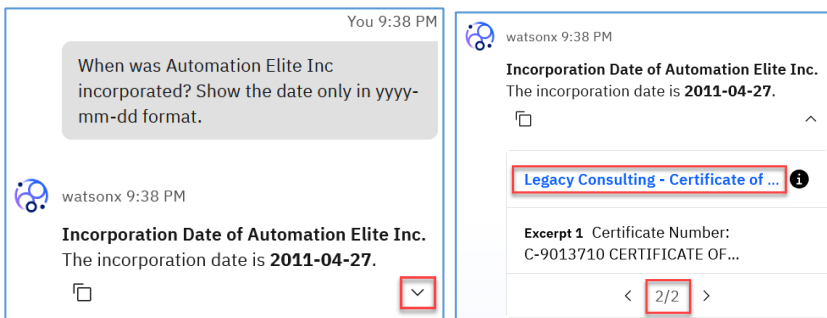 You 9:38 PM
When was Automation Elite Inc
incorporated? Show the date only in yyyy-
mm-dd format.
watsonx 9:38 PM
Incorporation Date of Automation Elite Inc.
The incorporation date is 2011-04-27.
watsonx 9:38 PM
Incorporation Date of Automation Elite Inc.
The incorporation date is 2011-04-27.
Legacy Consulting - Certificate of ...
Excerpt 1 Certificate Number:
C-9013710 CERTIFICATE OF...
2/2